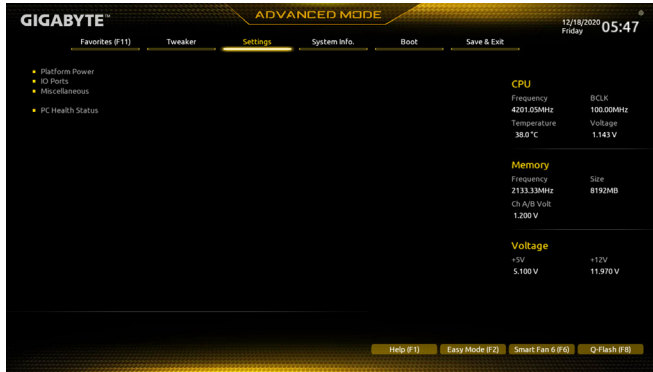 GIGABYTE™
ADVANCED MODE
12/18/2020 Friday 05:47
Favorites (F11) Tweaker Settings System Info. Boot Save & Exit
Platform Power
IO Ports
Miscellaneous
PC Health Status
CPU
Frequency BCLK
4201.05MHz 100.00MHz
Temperature Voltage
38.0 °C 1.143 V
Memory
Frequency Size
2133.33MHz 8192MB
Ch A/B Volt
1.200 V
Voltage
+5V +12V
5.100 V 11.970 V
Help (F1) Easy Mode (F2) Smart Fan 6 (F6) Q-Flash (F8)